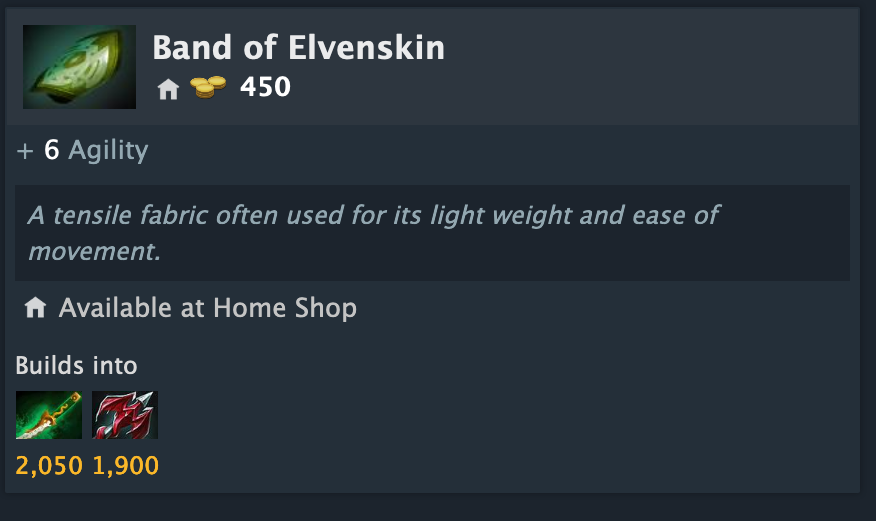 Band of Elvenskin
450
+ 6 Agility
A tensile fabric often used for its light weight and ease of
movement.
Available at Home Shop
Builds into
2,050 1,900